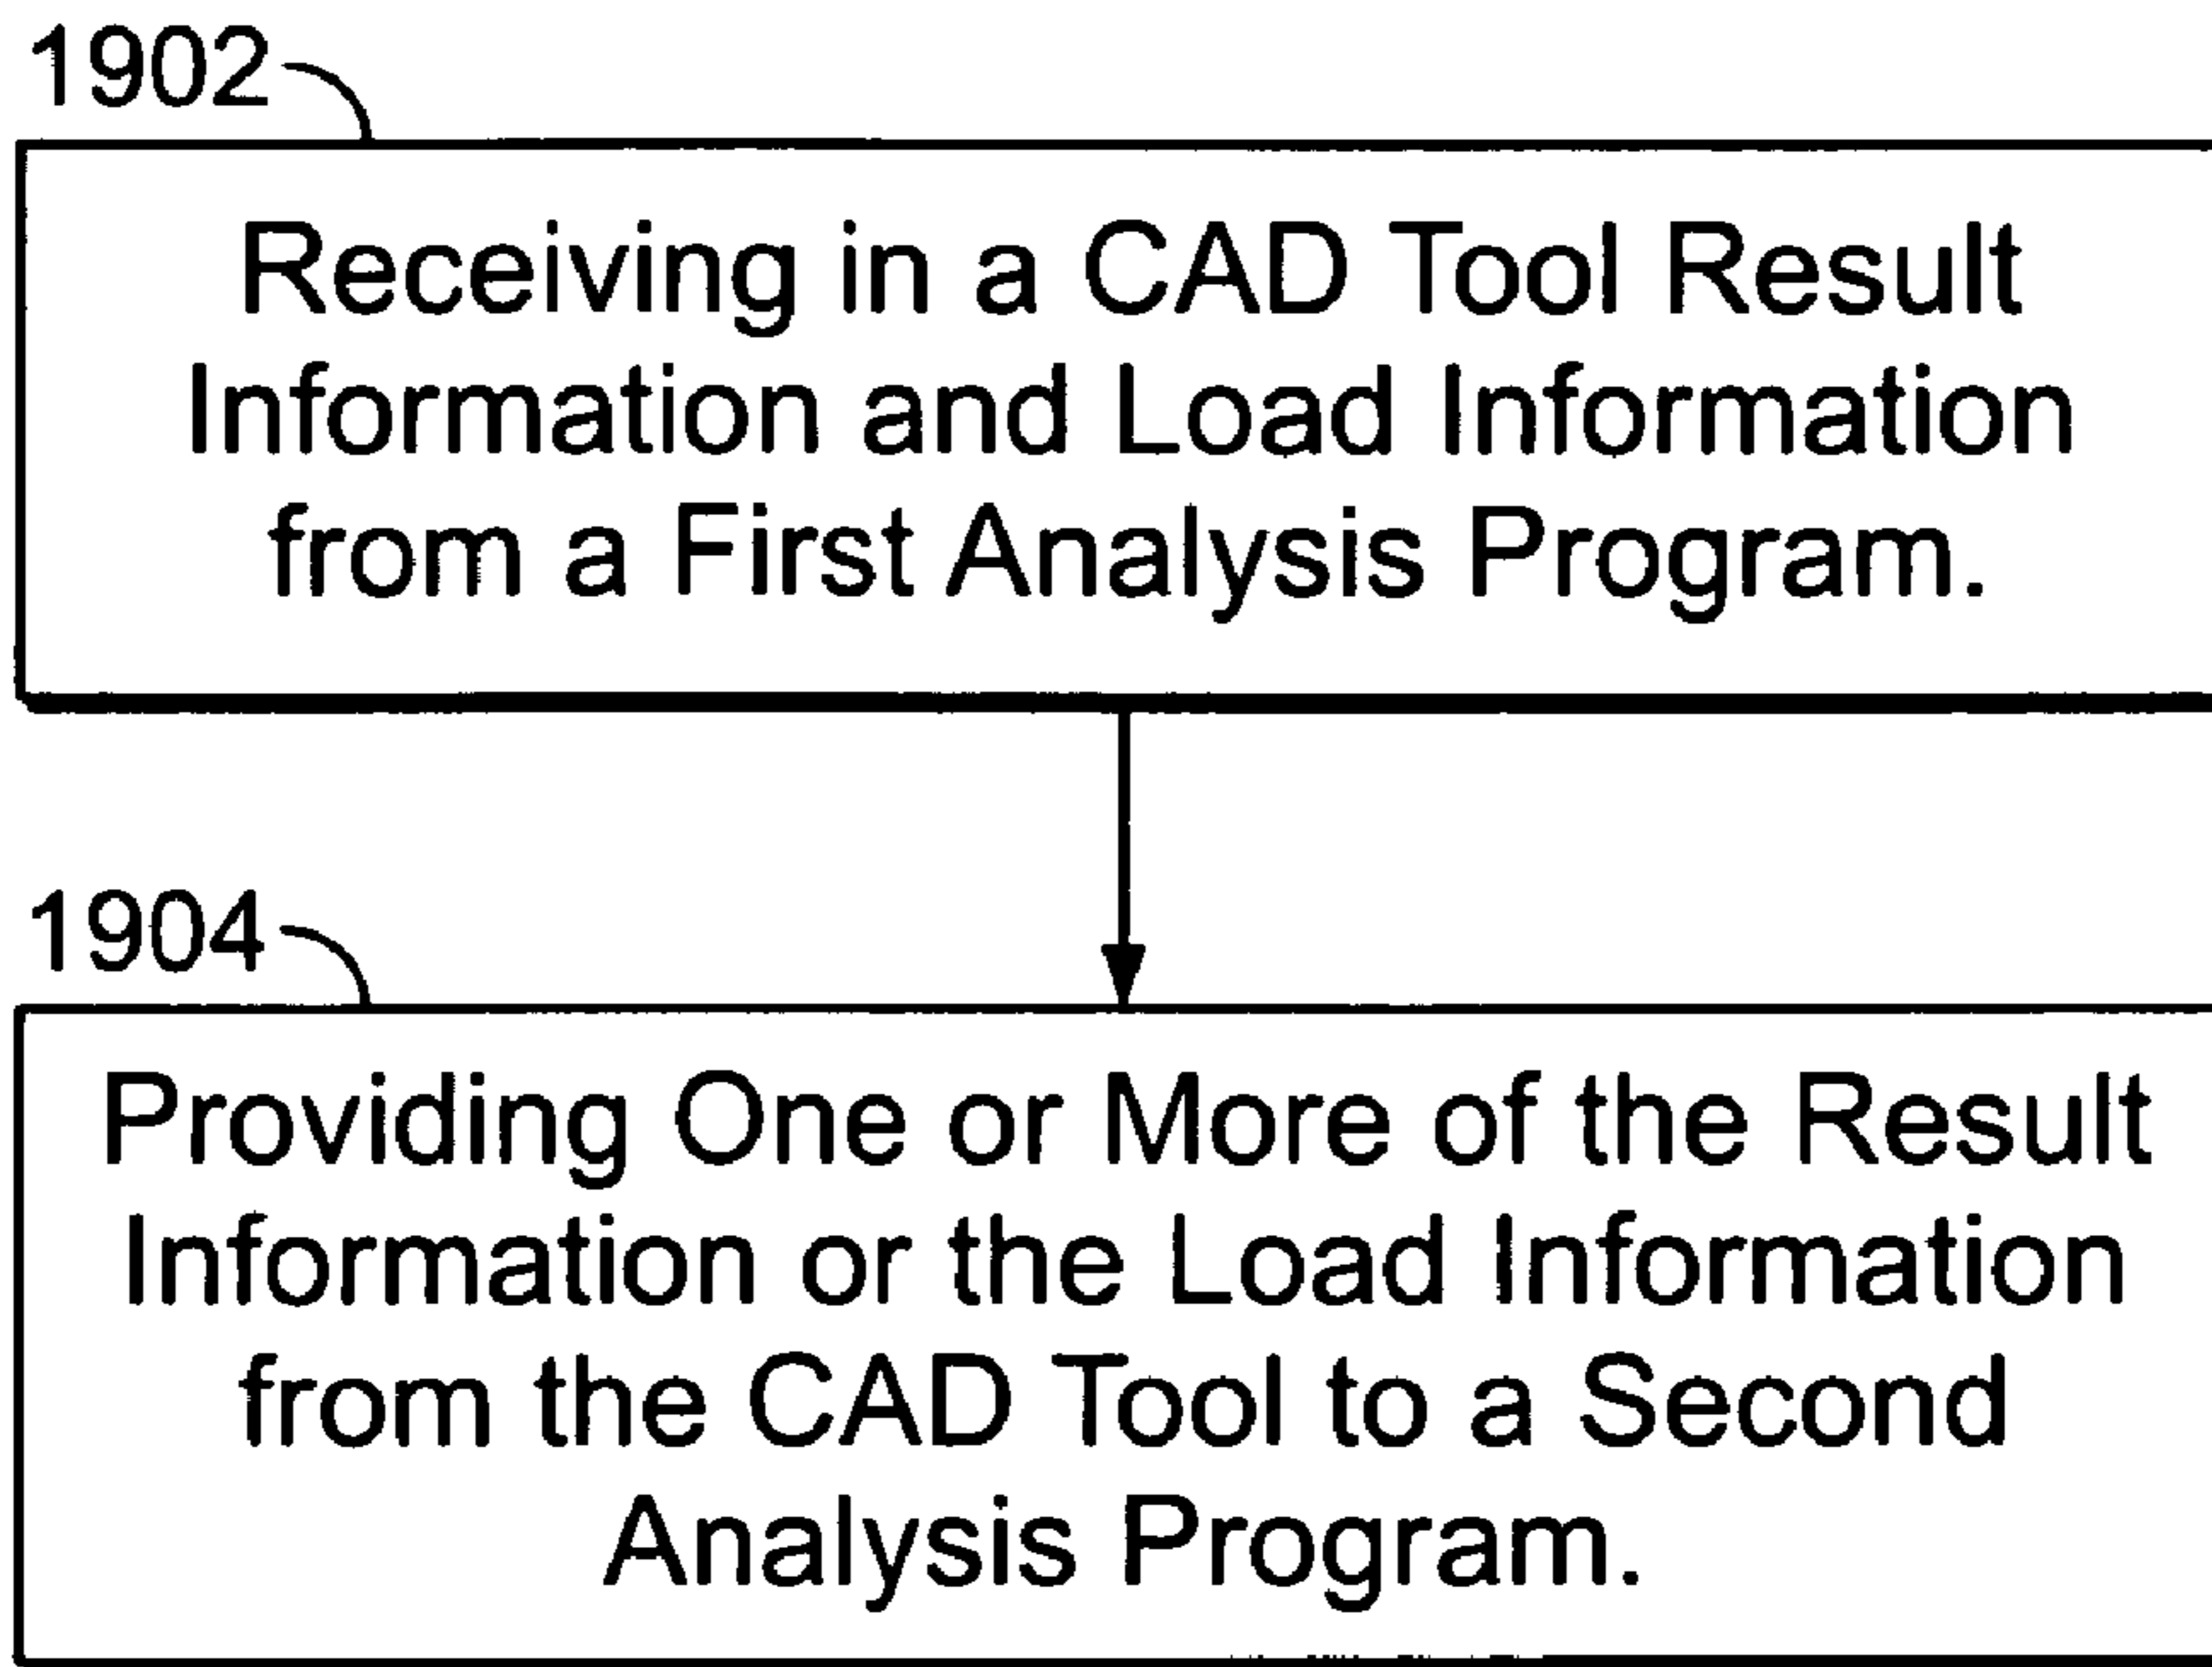 1902
Receiving in a CAD Tool Result
Information and Load Information
from a First Analysis Program.
1904
Providing One or More of the Result
Information or the Load Information
from the CAD Tool to a Second
Analysis Program.